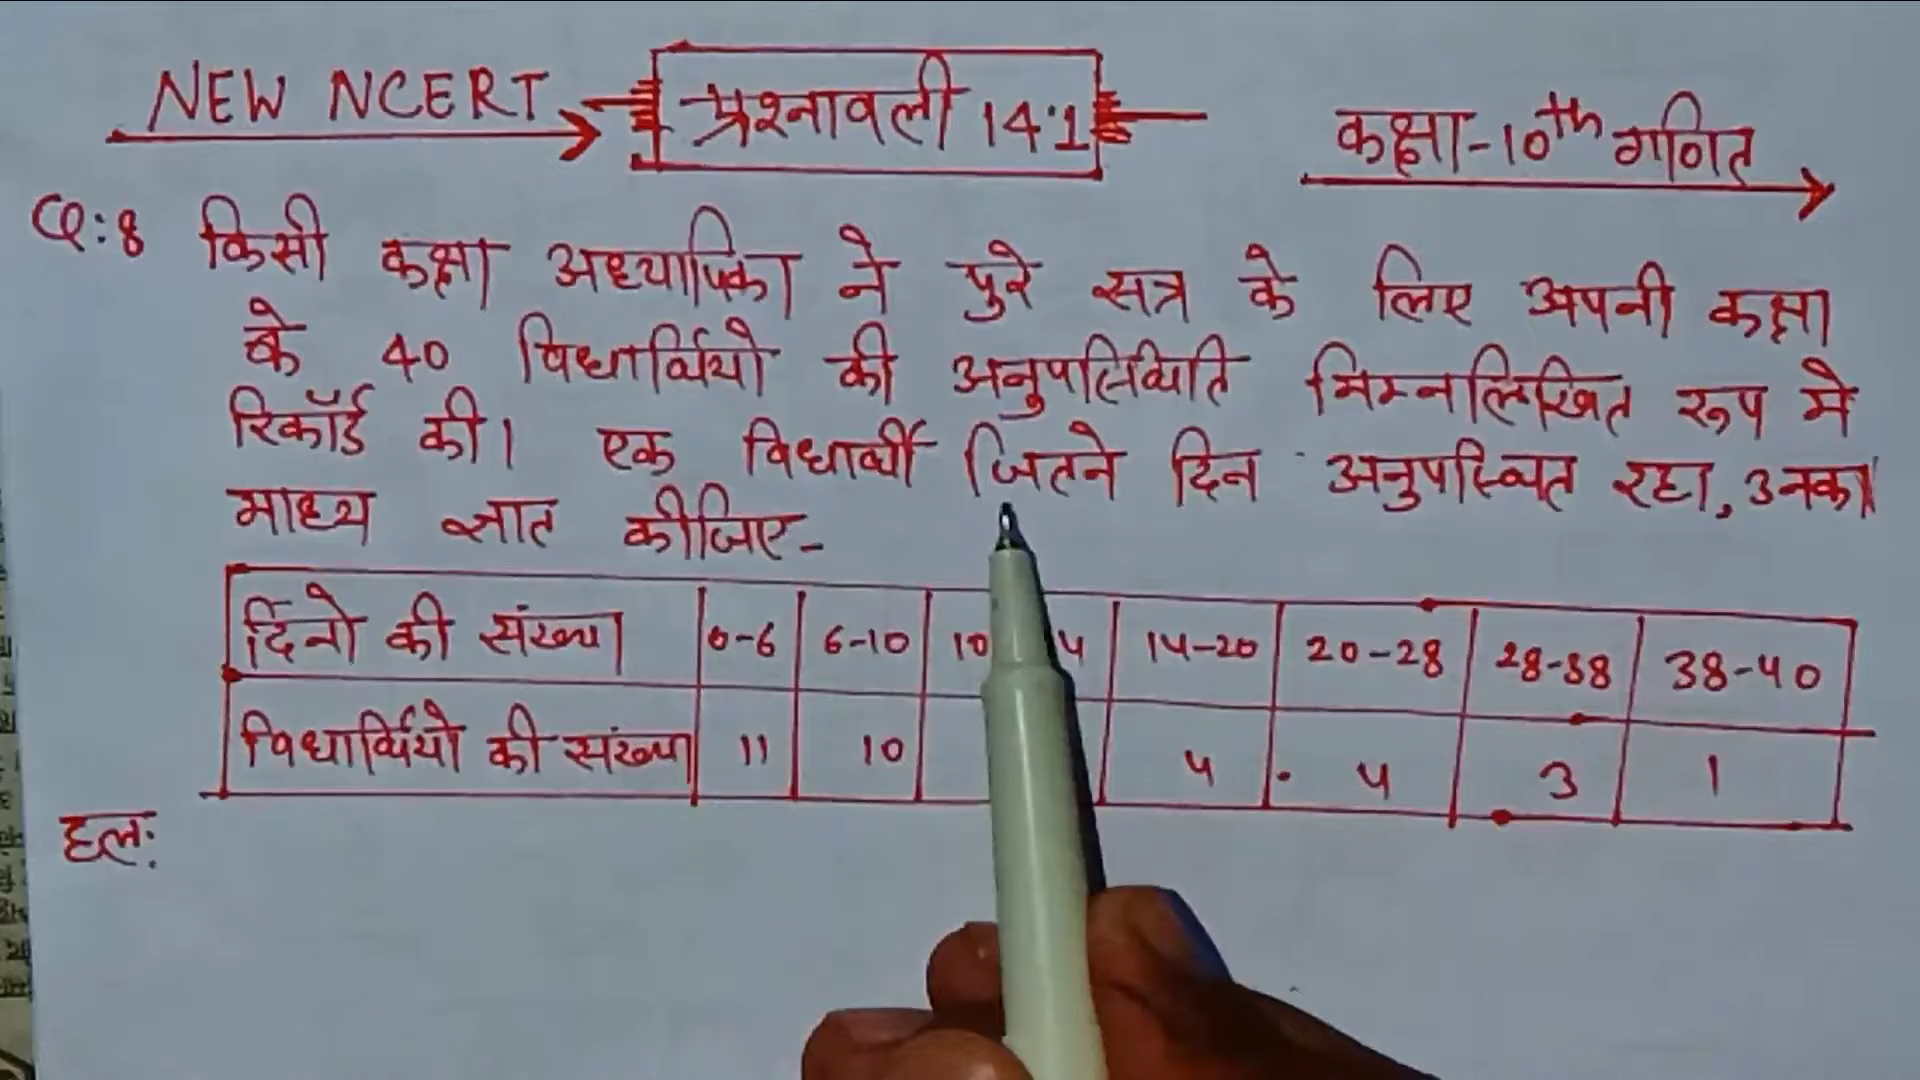 NEW NCERT प्रश्नावली 14.1 कक्षा-10th गणित
Q:8 किसी कक्षा अध्यापिका ने पुरे सत्र के लिए अपनी कक्षा
के 40 विधार्थियो की अनुपस्थिति निम्नलिखित रूप मे
रिकॉर्ड की। एक विधार्थी जितने दिन अनुपस्थित रहा, उनका
माध्य ज्ञात कीजिए-
दिनो की संख्या 0-6 6-10 10 4 14-20 20-28 28-38 38-40
विधार्थियो की संख्या 11 10 4 4 3 1
हल: